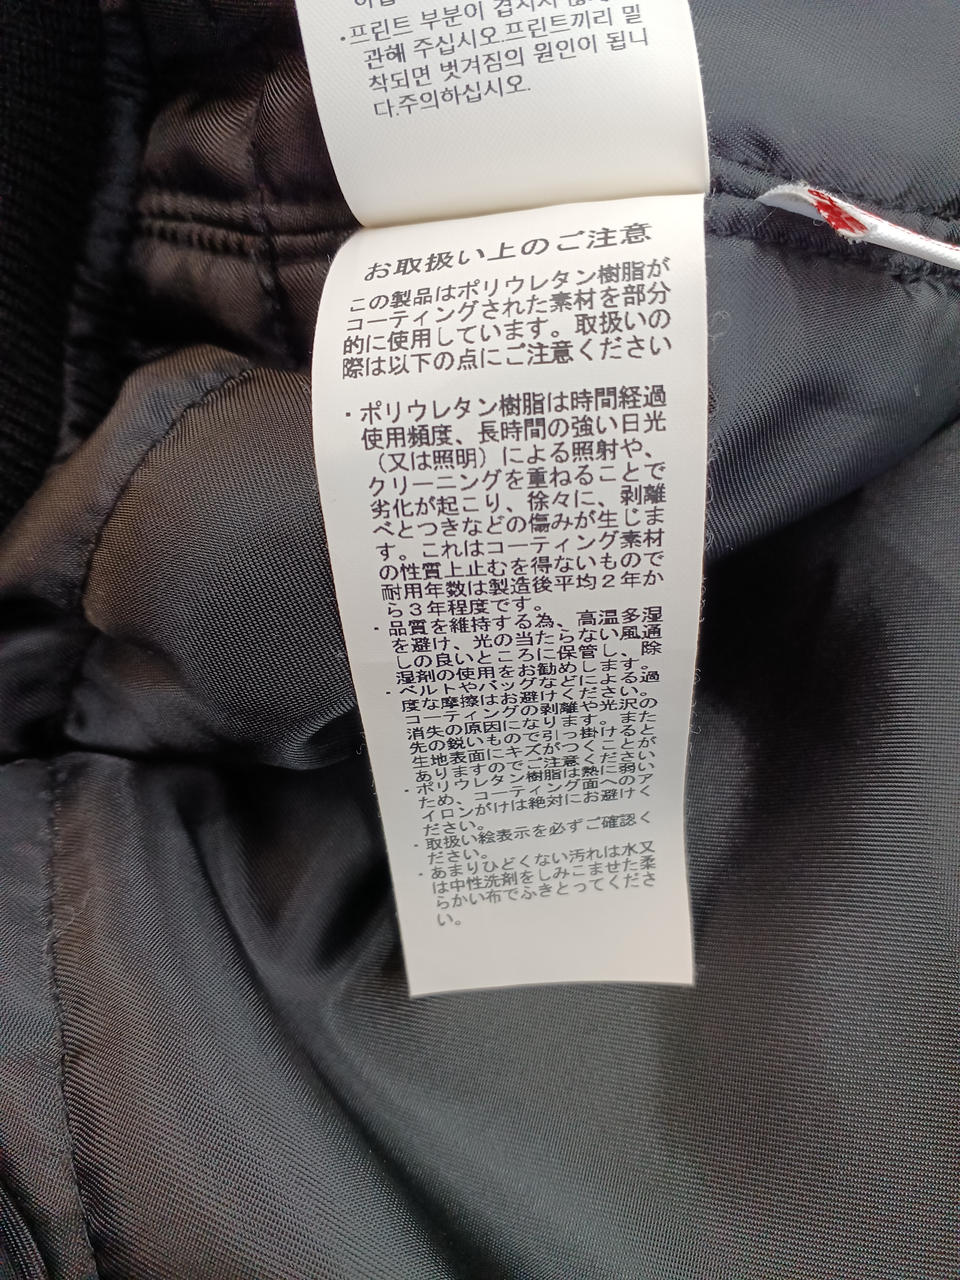 ·프린트 부분이 겹치지 않게
관해 주십시오.프린트끼리 밀
착되면 벗겨짐의 원인이 됩니
다.주의하십시오.
お取扱い上のご注意
この製品はポリウレタン樹脂が
コーティングされた素材を部分
的に使用しています。取扱いの
際は以下の点にご注意ください
・ポリウレタン樹脂は時間経過
使用頻度、長時間の強い日光
（又は照明）による照射や、
クリーニングを重ねることで
劣化が起こり、徐々に、剥離
べとつきなどの傷みが生じま
す。これはコーティング素材
の性質上止むを得ないもので
耐用年数は製造後平均２年か
ら３年程度です。
・品質を維持する為、高温多湿
を避け、光の当たらない風通
しの良いところに保管し、除
湿剤の使用をお勧めします。
・ベルトやバッグなどによる過
度な摩擦はお避けください。
コーティングの剥離や光沢の
消失の原因になります。また
先の鋭いもので引っ掛けると
生地表面にキズがつくことが
ありますのでご注意ください
・ポリウレタン樹脂は熱に弱い
ため、コーティング面へのア
イロンがけは絶対にお避けく
ださい。
・取扱い絵表示を必ずご確認く
ださい。
・あまりひどくない汚れは水又
は中性洗剤をしみこませた柔
らかい布でふきとってくださ
い。